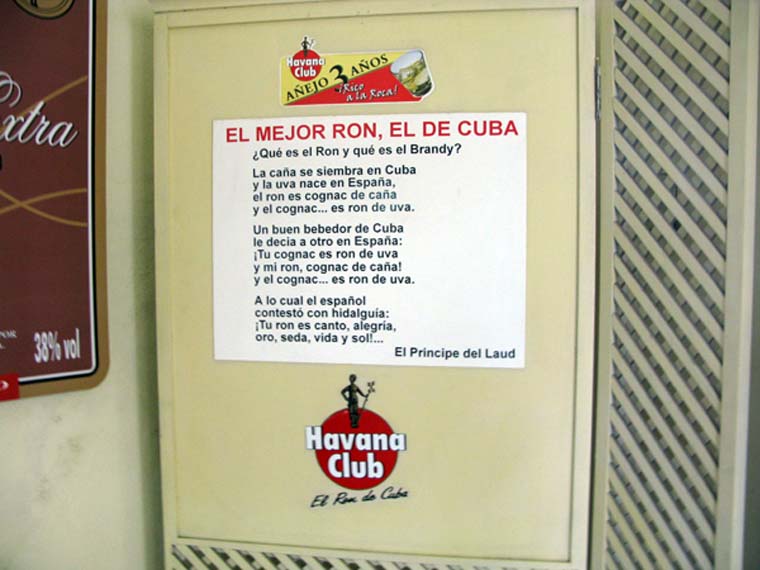 Extra
POR
38% vol
Havana
Club
AÑEJO 3 AÑOS
¡Rico
a la Roca!
EL MEJOR RON, EL DE CUBA
¿Qué es el Ron y qué es el Brandy?
La caña se siembra en Cuba
y la uva nace en España,
el ron es cognac de caña
y el cognac... es ron de uva.
Un buen bebedor de Cuba
le decia a otro en España:
¡Tu cognac es ron de uva
y mi ron, cognac de caña!
y el cognac... es ron de uva.
A lo cual el español
contestó con hidalguía:
¡Tu ron es canto, alegría,
oro, seda, vida y sol!...
El Principe del Laud
Havana
Club
El Ron de Cuba